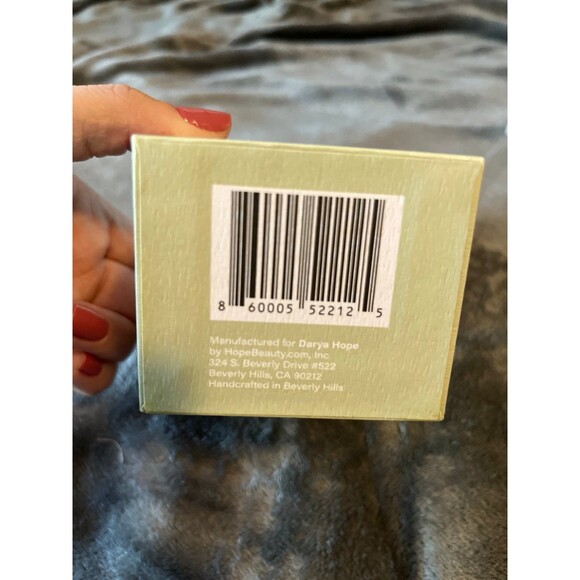 8 60005 52212 5
Manufactured for Darya Hope
by HopeBeauty.com, Inc
324 S. Beverly Drive #522
Beverly Hills, CA 90212
Handcrafted in Beverly Hills